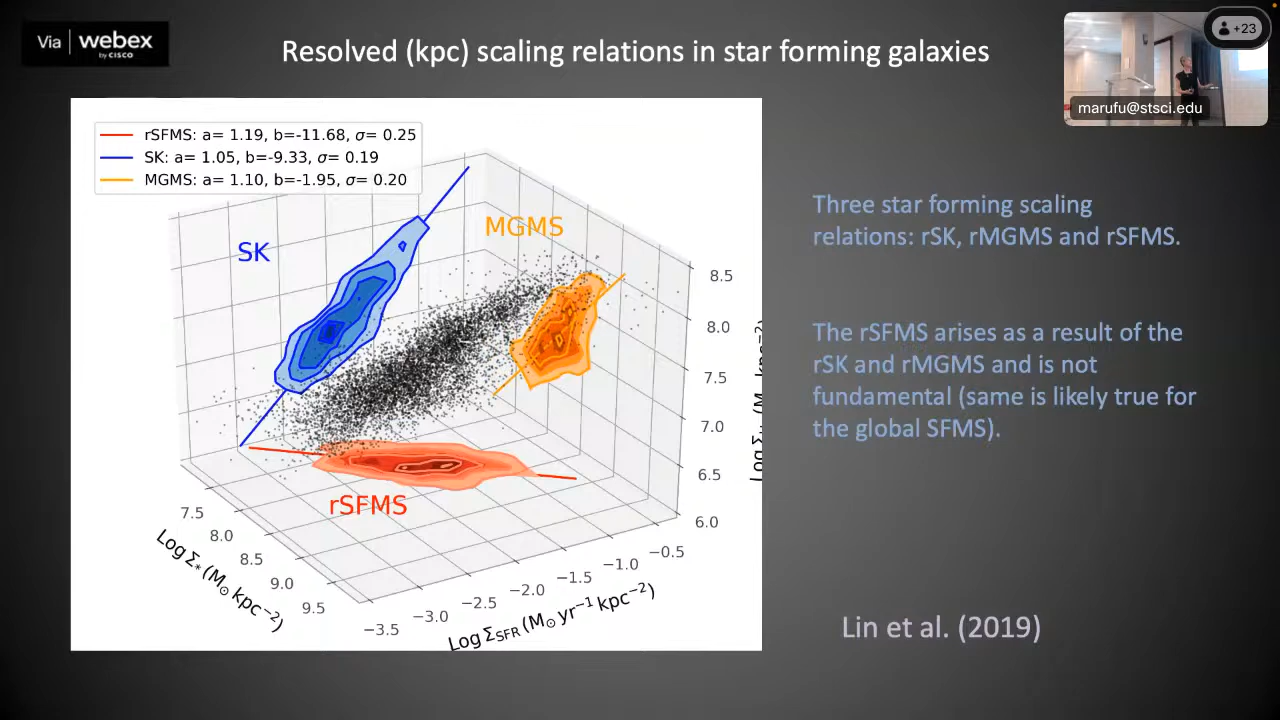 Via | webex
by CISCO
Resolved (kpc) scaling relations in star forming galaxies
+23
marufu@stsci.edu
rSFMS: a= 1.19, b=-11.68, σ= 0.25
SK: a= 1.05, b=-9.33, σ= 0.19
MGMS: a= 1.10, b=-1.95, σ= 0.20
SK
MGMS
rSFMS
8.5
8.0
7.5
7.0
6.5
6.0
7.5
8.0
8.5
9.0
9.5
−3.5
−3.0
−2.5
−2.0
−1.5
−1.0
−0.5
Log Σ* (M⊙ kpc⁻²)
Log ΣSFR (M⊙ yr⁻¹ kpc⁻²)
Three star forming scaling
relations: rSK, rMGMS and rSFMS.
The rSFMS arises as a result of the
rSK and rMGMS and is not
fundamental (same is likely true for
the global SFMS).
Lin et al. (2019)